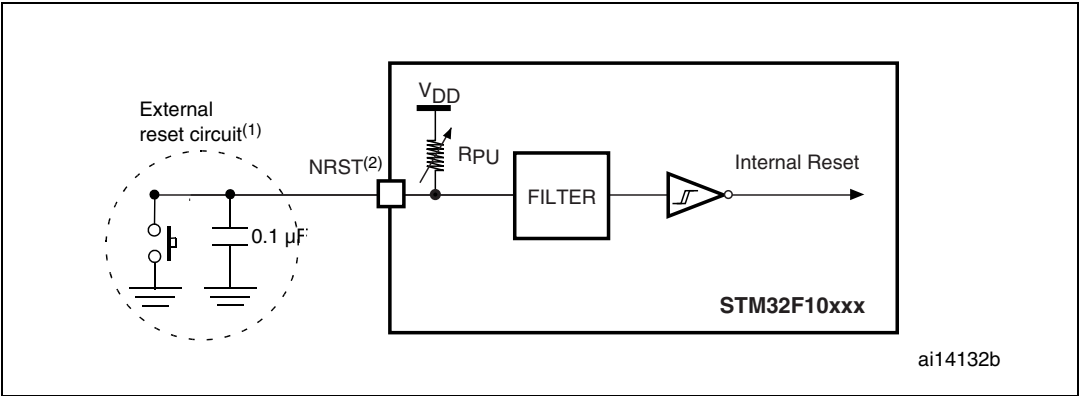 External
reset circuit(1)
VDD
RPU
NRST(2)
FILTER
Internal Reset
0.1 µF
STM32F10xxx
ai14132b